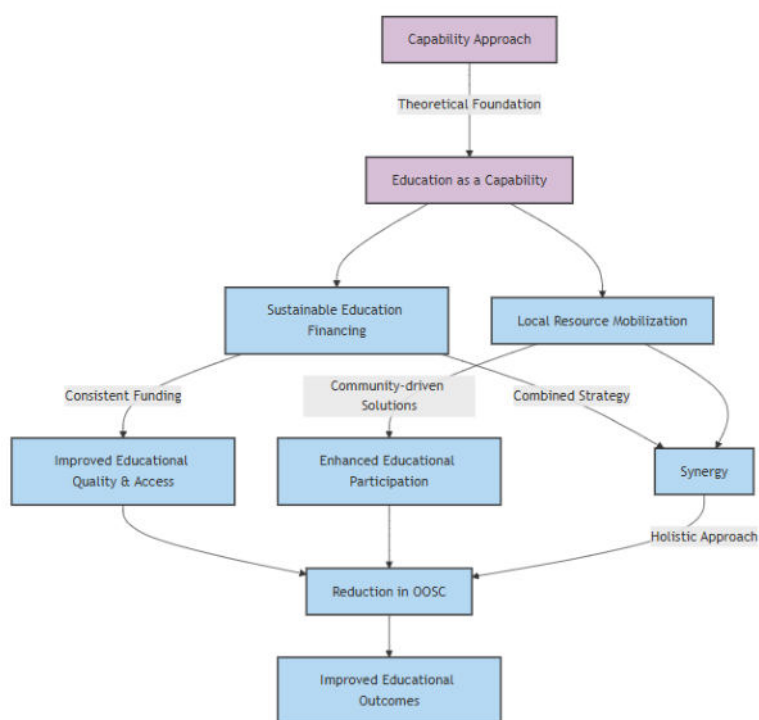 Capability Approach
Theoretical Foundation
Education as a Capability
Sustainable Education
Financing
Local Resource Mobilization
Consistent Funding
Community-driven
Solutions
Combined Strategy
Improved Educational
Quality & Access
Enhanced Educational
Participation
Synergy
Holistic Approach
Reduction in OOSC
Improved Educational
Outcomes